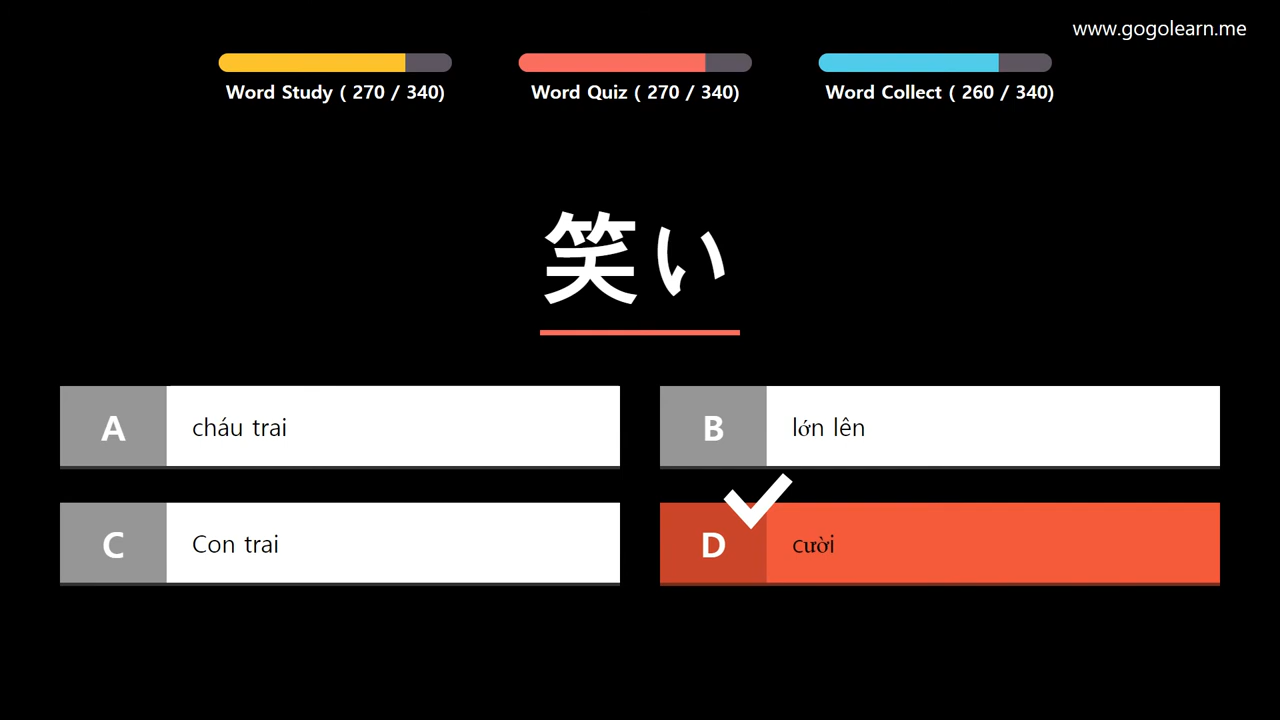 www.gogolearn.me
Word Study ( 270 / 340)
Word Quiz ( 270 / 340)
Word Collect ( 260 / 340)
笑い
A
cháu trai
B
lớn lên
C
Con trai
D
cười